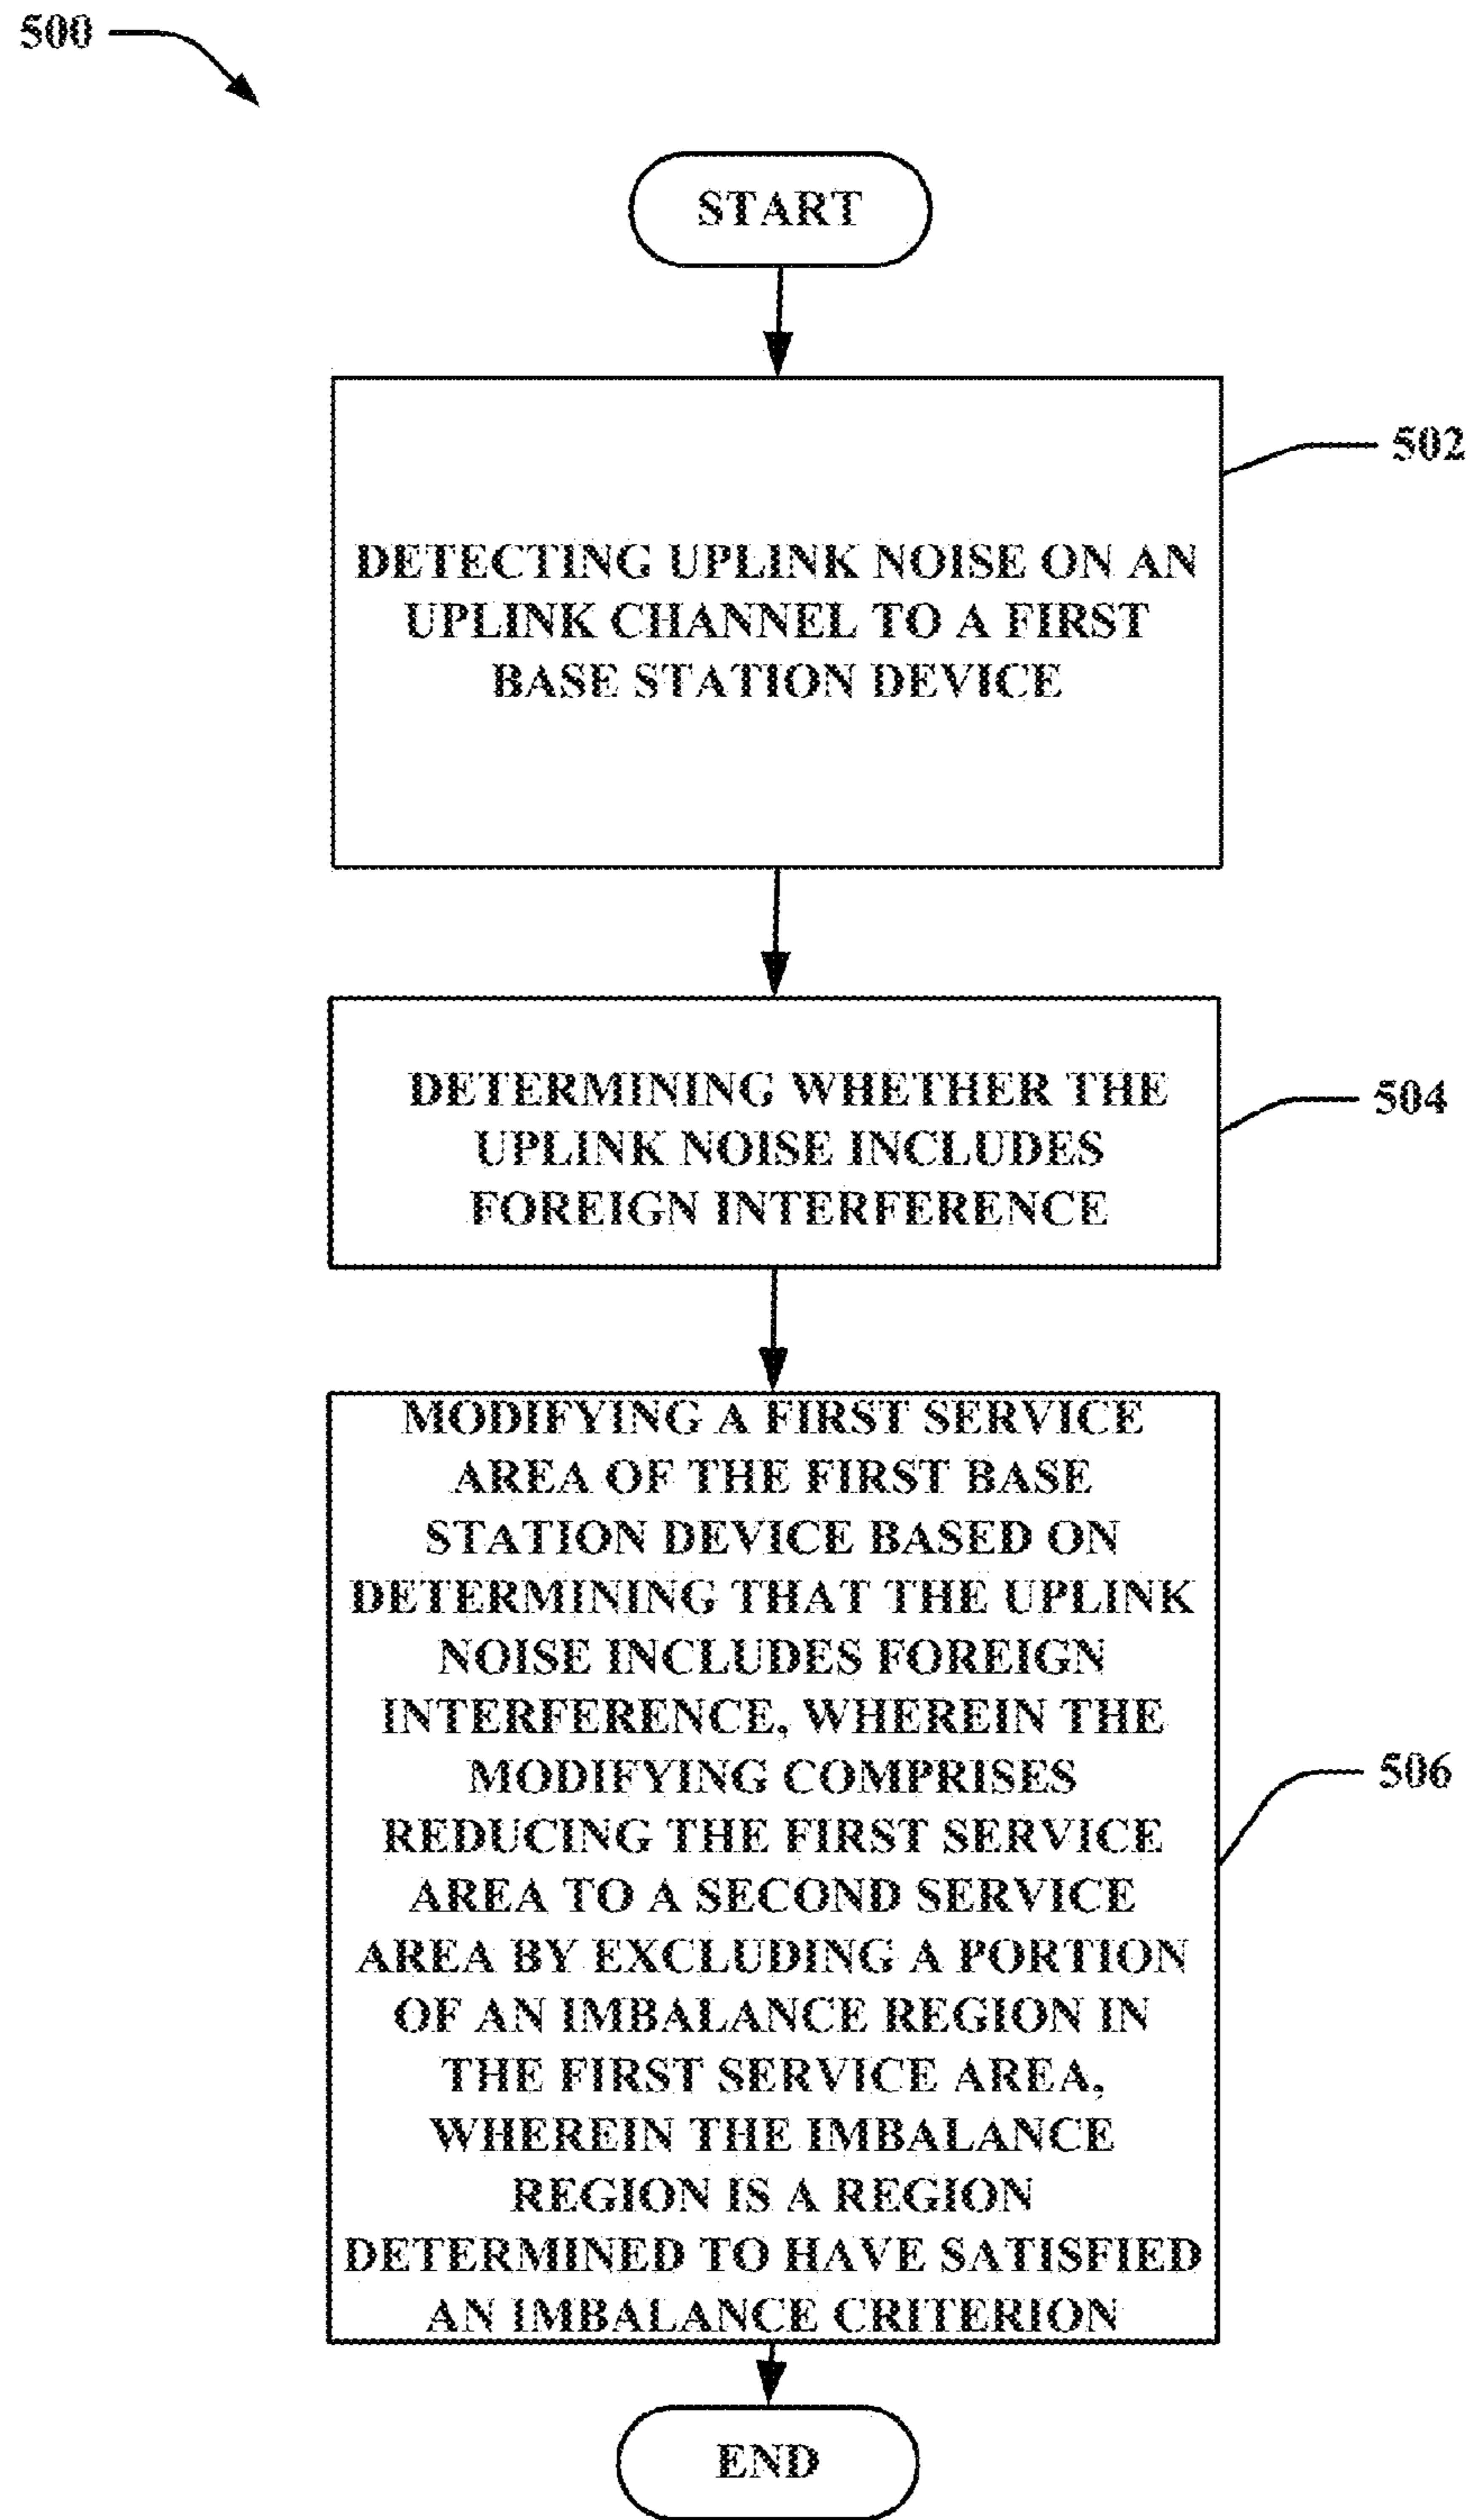 500
START
502
DETECTING UPLINK NOISE ON AN
UPLINK CHANNEL TO A FIRST
BASE STATION DEVICE
504
DETERMINING WHETHER THE
UPLINK NOISE INCLUDES
FOREIGN INTERFERENCE
MODIFYING A FIRST SERVICE
AREA OF THE FIRST BASE
STATION DEVICE BASED ON
DETERMINING THAT THE UPLINK
NOISE INCLUDES FOREIGN
INTERFERENCE, WHEREIN THE
MODIFYING COMPRISES
506
REDUCING THE FIRST SERVICE
AREA TO A SECOND SERVICE
AREA BY EXCLUDING A PORTION
OF AN IMBALANCE REGION IN
THE FIRST SERVICE AREA,
WHEREIN THE IMBALANCE
REGION IS A REGION
DETERMINED TO HAVE SATISFIED
AN IMBALANCE CRITERION
END